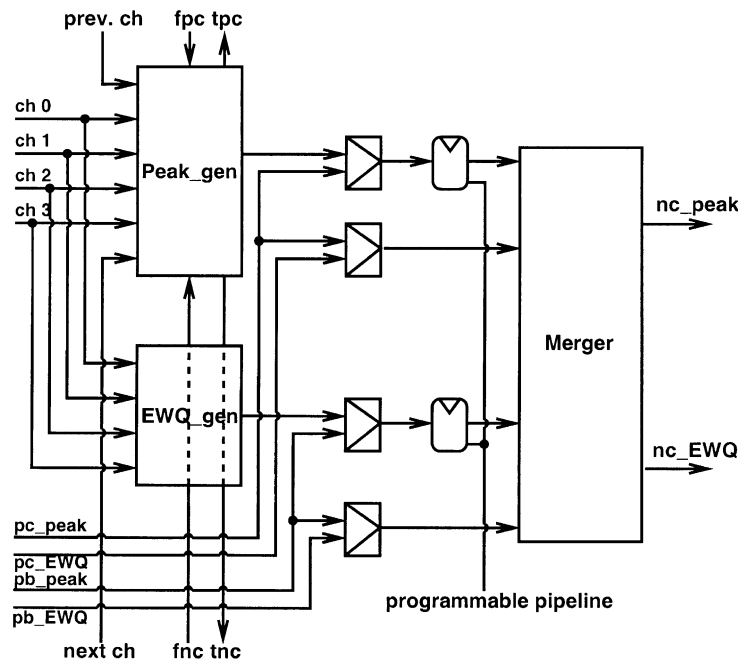 prev. ch
fpc tpc
ch 0
ch 1
ch 2
ch 3
Peak_gen
nc_peak
Merger
EWQ_gen
nc_EWQ
pc_peak
pc_EWQ
pb_peak
pb_EWQ
programmable pipeline
next ch
fnc tnc